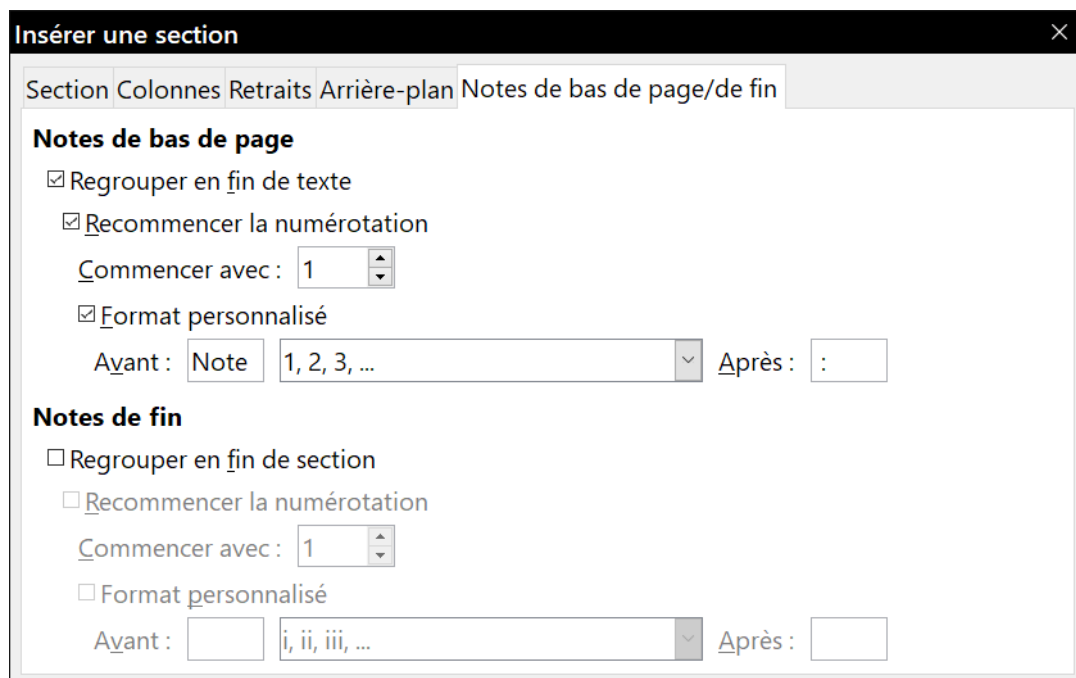 Insérer une section
Section Colonnes Retraits Arrière-plan Notes de bas de page/de fin
Notes de bas de page
Regrouper en fin de texte
Recommencer la numérotation
Commencer avec : 1
Format personnalisé
Avant : Note 1, 2, 3, ... Après : :
Notes de fin
Regrouper en fin de section
Recommencer la numérotation
Commencer avec : 1
Format personnalisé
Avant : i, ii, iii, ... Après :